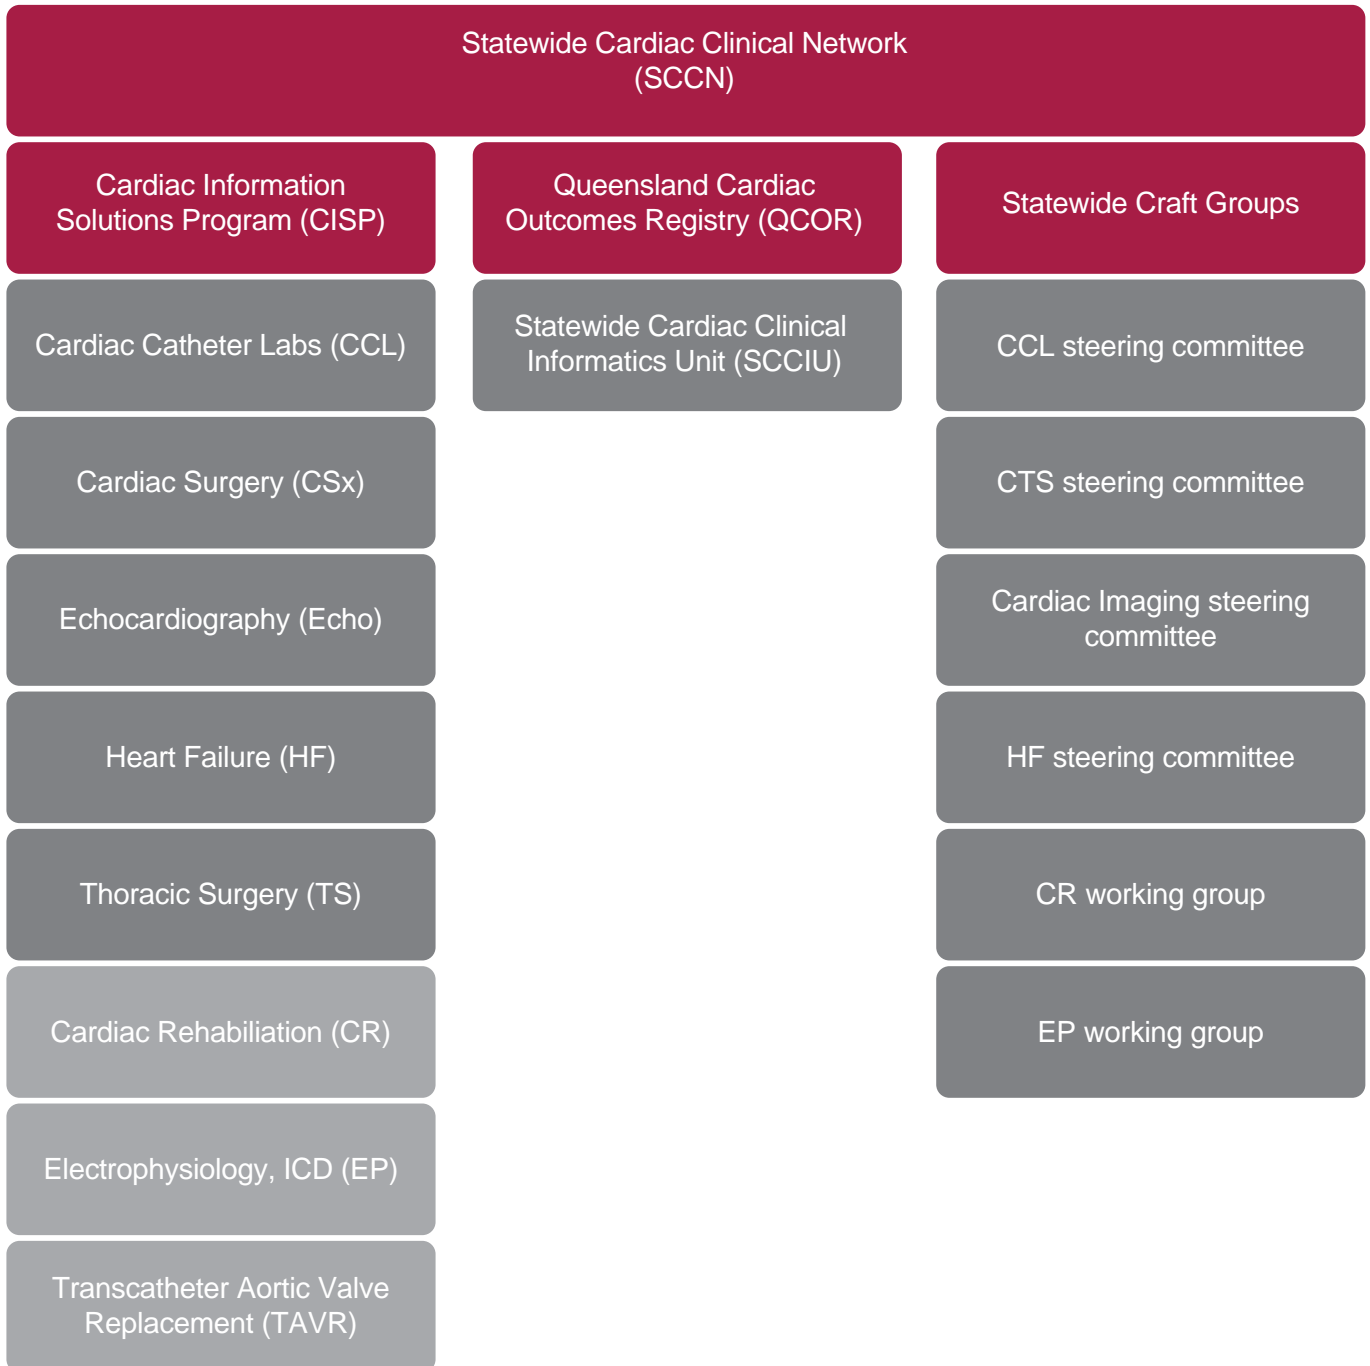 Statewide Cardiac Clinical Network
(SCCN)
Cardiac Information
Solutions Program (CISP)
Queensland Cardiac
Outcomes Registry (QCOR)
Statewide Craft Groups
Cardiac Catheter Labs (CCL)
Statewide Cardiac Clinical
Informatics Unit (SCCIU)
CCL steering committee
Cardiac Surgery (CSx)
CTS steering committee
Echocardiography (Echo)
Cardiac Imaging steering
committee
Heart Failure (HF)
HF steering committee
Thoracic Surgery (TS)
CR working group
Cardiac Rehabiliation (CR)
EP working group
Electrophysiology, ICD (EP)
Transcatheter Aortic Valve
Replacement (TAVR)